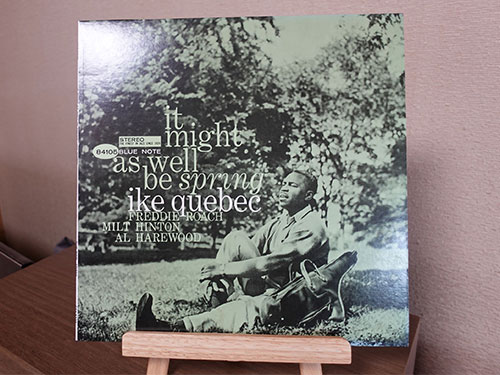 it
might
STEREO
84105 BLUE NOTE
as well
be spring
ike quebec
FREDDIE ROACH
MILT HINTON
AL HAREWOOD